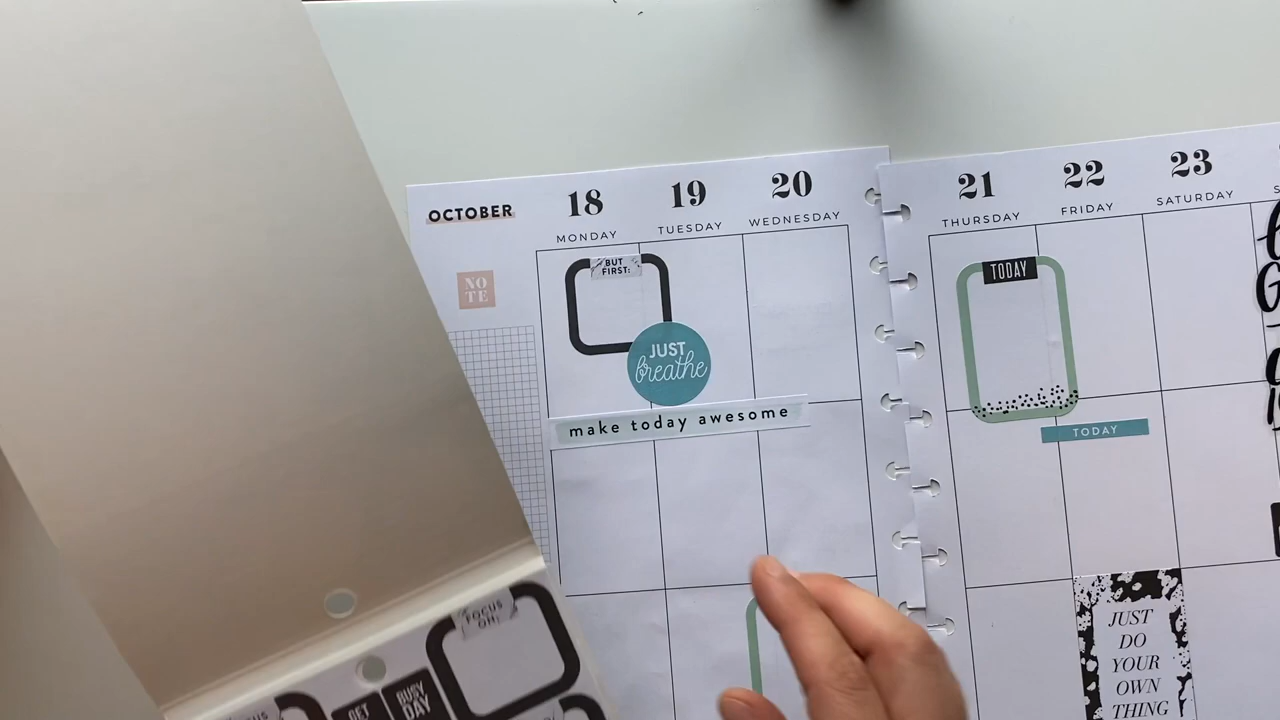 OCTOBER
NO
TE
18
MONDAY
19
TUESDAY
20
WEDNESDAY
BUT
FIRST:
JUST
breathe
make today awesome
21
THURSDAY
22
FRIDAY
23
SATURDAY
TODAY
TODAY
JUST
DO
YOUR
OWN
THING
FOCUS
ON:
GET
BUSY
DAY